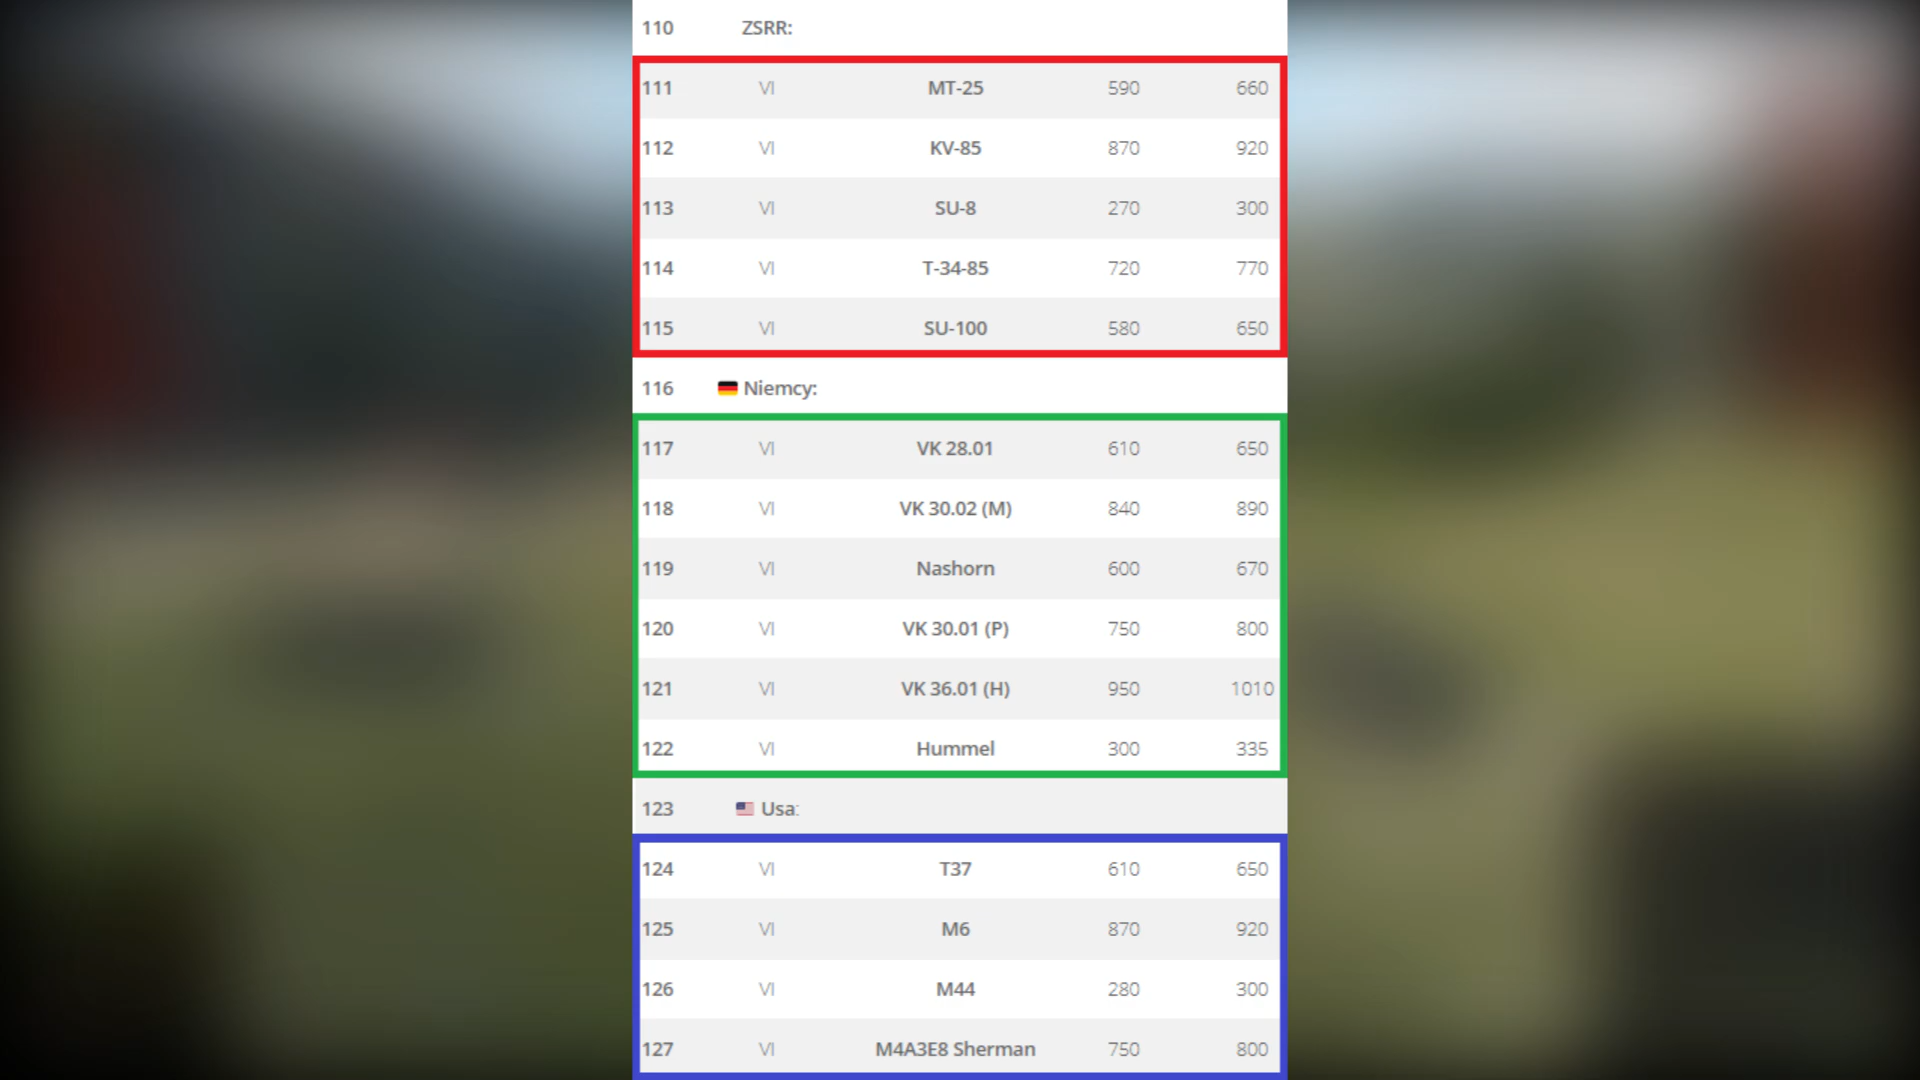 110 ZSRR:
111 VI MT-25 590 660
112 VI KV-85 870 920
113 VI SU-8 270 300
114 VI T-34-85 720 770
115 VI SU-100 580 650
116 Niemcy:
117 VI VK 28.01 610 650
118 VI VK 30.02 (M) 840 890
119 VI Nashorn 600 670
120 VI VK 30.01 (P) 750 800
121 VI VK 36.01 (H) 950 1010
122 VI Hummel 300 335
123 Usa:
124 VI T37 610 650
125 VI M6 870 920
126 VI M44 280 300
127 VI M4A3E8 Sherman 750 800